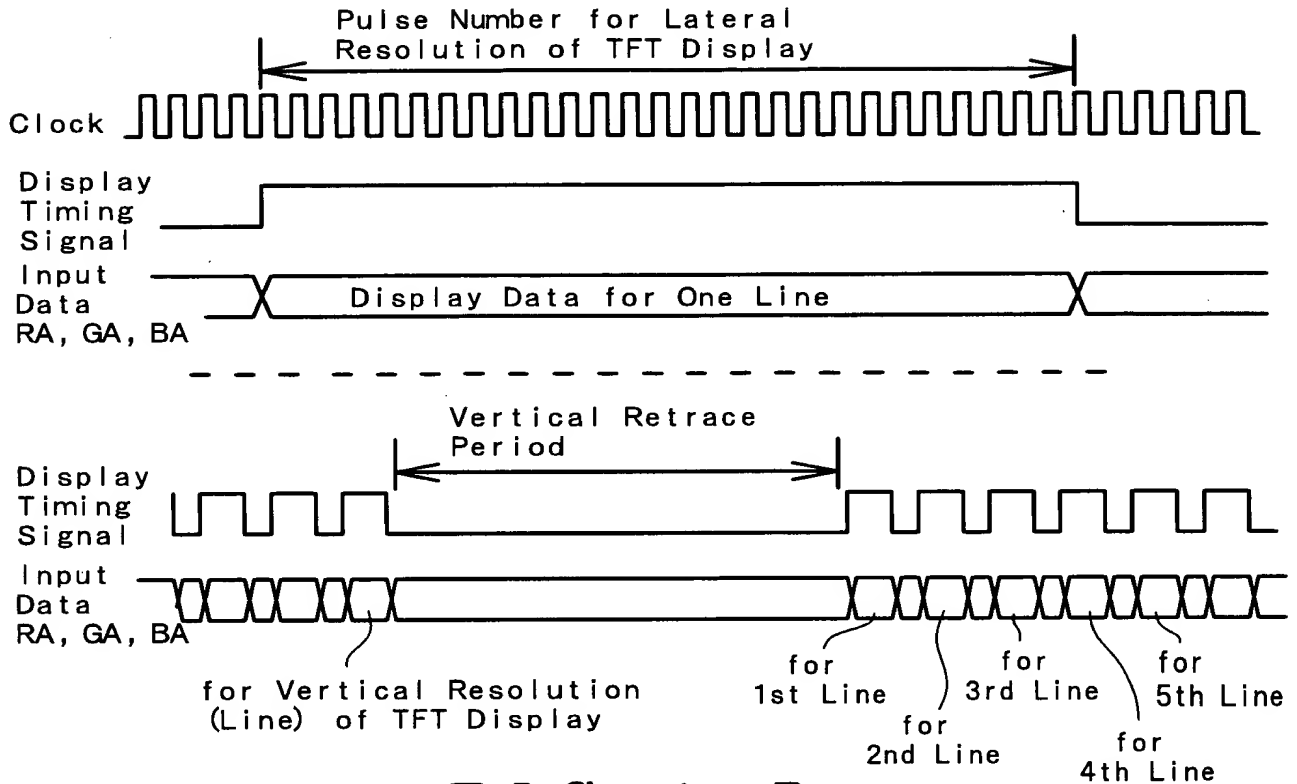 Pulse Number for Lateral
Resolution of TFT Display
Clock
Display
Timing
Signal
Input
Data
RA, GA, BA
Display Data for One Line
Vertical Retrace
Period
Display
Timing
Signal
Input
Data
RA, GA, BA
for Vertical Resolution
(Line) of TFT Display
for
1st Line
for
2nd Line
for
3rd Line
for
4th Line
for
5th Line